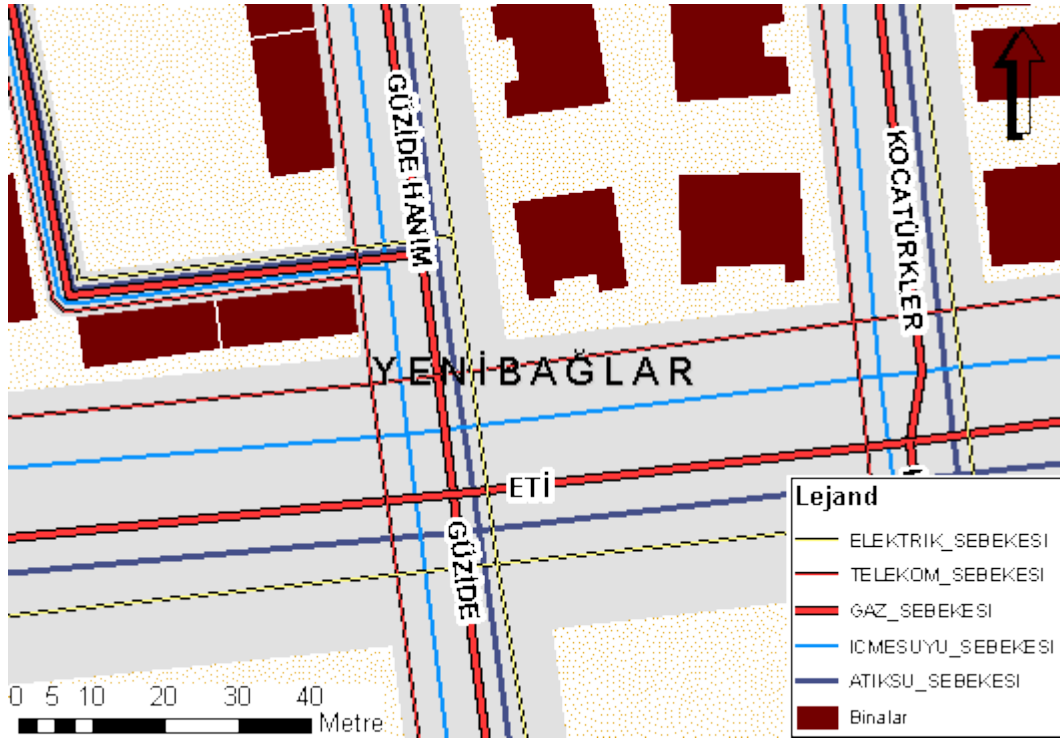 GÜZİDE HANIM
KOCATÜRKLER
YENİBAĞLAR
ETİ
GÜZİDE
Lejand
ELEKTRIK_SEBEKESI
TELEKOM_SEBEKESI
GAZ_SEBEKESI
ICMESUYU_SEBEKESI
ATIKSU_SEBEKESI
Binalar
0 5 10 20 30 40
Metre